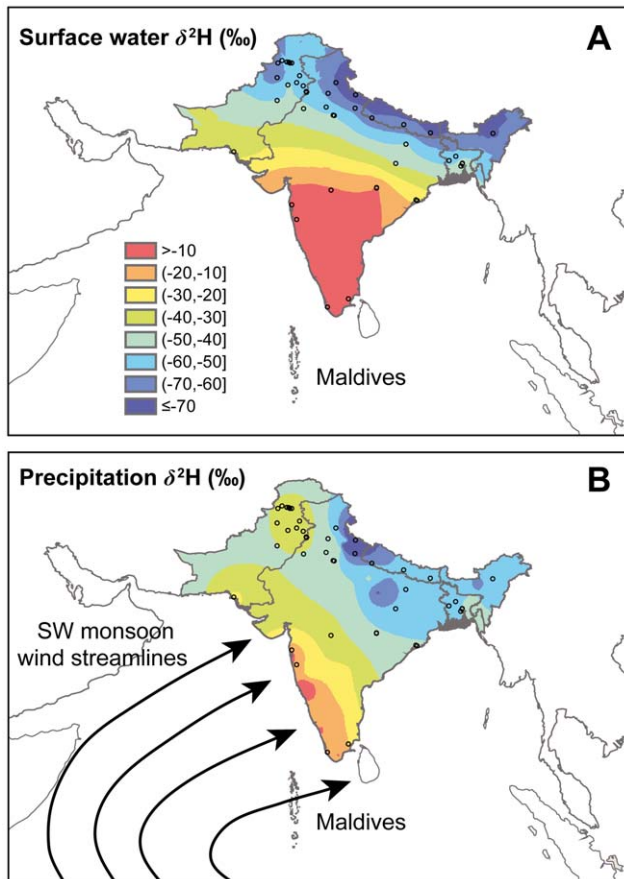 Surface water δ²H (‰)
A
>-10
(-20,-10]
(-30,-20]
(-40,-30]
(-50,-40]
(-60,-50]
(-70,-60]
≤-70
Maldives
Precipitation δ²H (‰)
B
SW monsoon
wind streamlines
Maldives